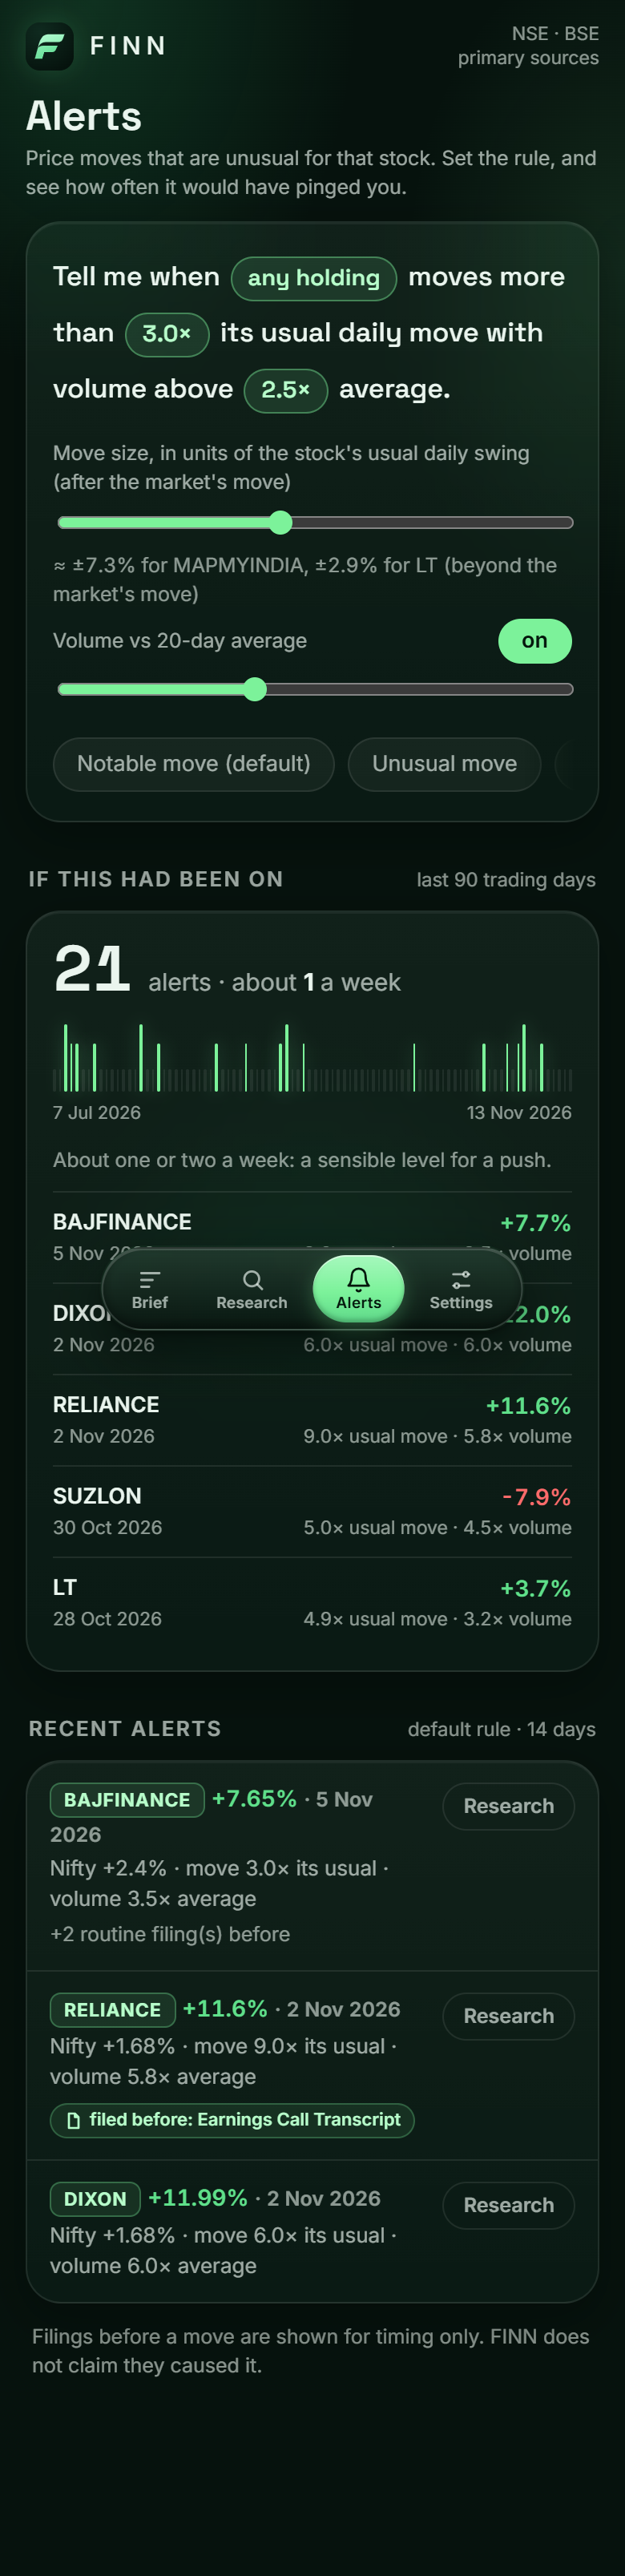 FINN
NSE · BSE
primary sources
Alerts
Price moves that are unusual for that stock. Set the rule, and
see how often it would have pinged you.
Tell me when any holding moves more
than 3.0× its usual daily move with
volume above 2.5× average.
Move size, in units of the stock's usual daily swing
(after the market's move)
≈ ±7.3% for MAPMYINDIA, ±2.9% for LT (beyond the
market's move)
Volume vs 20-day average on
Notable move (default) Unusual move
IF THIS HAD BEEN ON last 90 trading days
21 alerts · about 1 a week
7 Jul 2026 13 Nov 2026
About one or two a week: a sensible level for a push.
BAJFINANCE +7.7%
5 Nov
Brief Research Alerts Settings
2.0%
2 Nov 2026 6.0× usual move · 6.0× volume
RELIANCE +11.6%
2 Nov 2026 9.0× usual move · 5.8× volume
SUZLON -7.9%
30 Oct 2026 5.0× usual move · 4.5× volume
LT +3.7%
28 Oct 2026 4.9× usual move · 3.2× volume
RECENT ALERTS default rule · 14 days
BAJFINANCE +7.65% · 5 Nov Research
2026
Nifty +2.4% · move 3.0× its usual ·
volume 3.5× average
+2 routine filing(s) before
RELIANCE +11.6% · 2 Nov 2026 Research
Nifty +1.68% · move 9.0× its usual ·
volume 5.8× average
filed before: Earnings Call Transcript
DIXON +11.99% · 2 Nov 2026 Research
Nifty +1.68% · move 6.0× its usual ·
volume 6.0× average
Filings before a move are shown for timing only. FINN does
not claim they caused it.